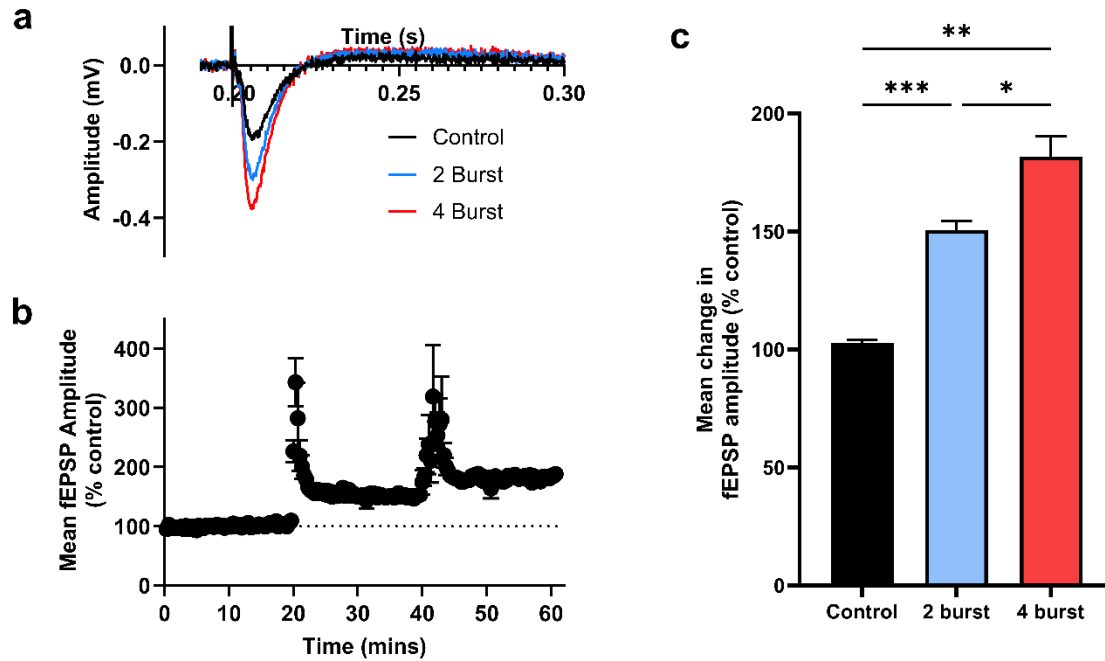 a
Time (s)
Amplitude (mV)
0.0
-0.2
-0.4
0.20
0.25
0.30
Control
2 Burst
4 Burst
b
Mean fEPSP Amplitude
(% control)
400
300
200
100
0
0
10
20
30
40
50
60
Time (mins)
c
**
***
*
Mean change in
fEPSP amplitude (% control)
200
150
100
50
0
Control
2 burst
4 burst